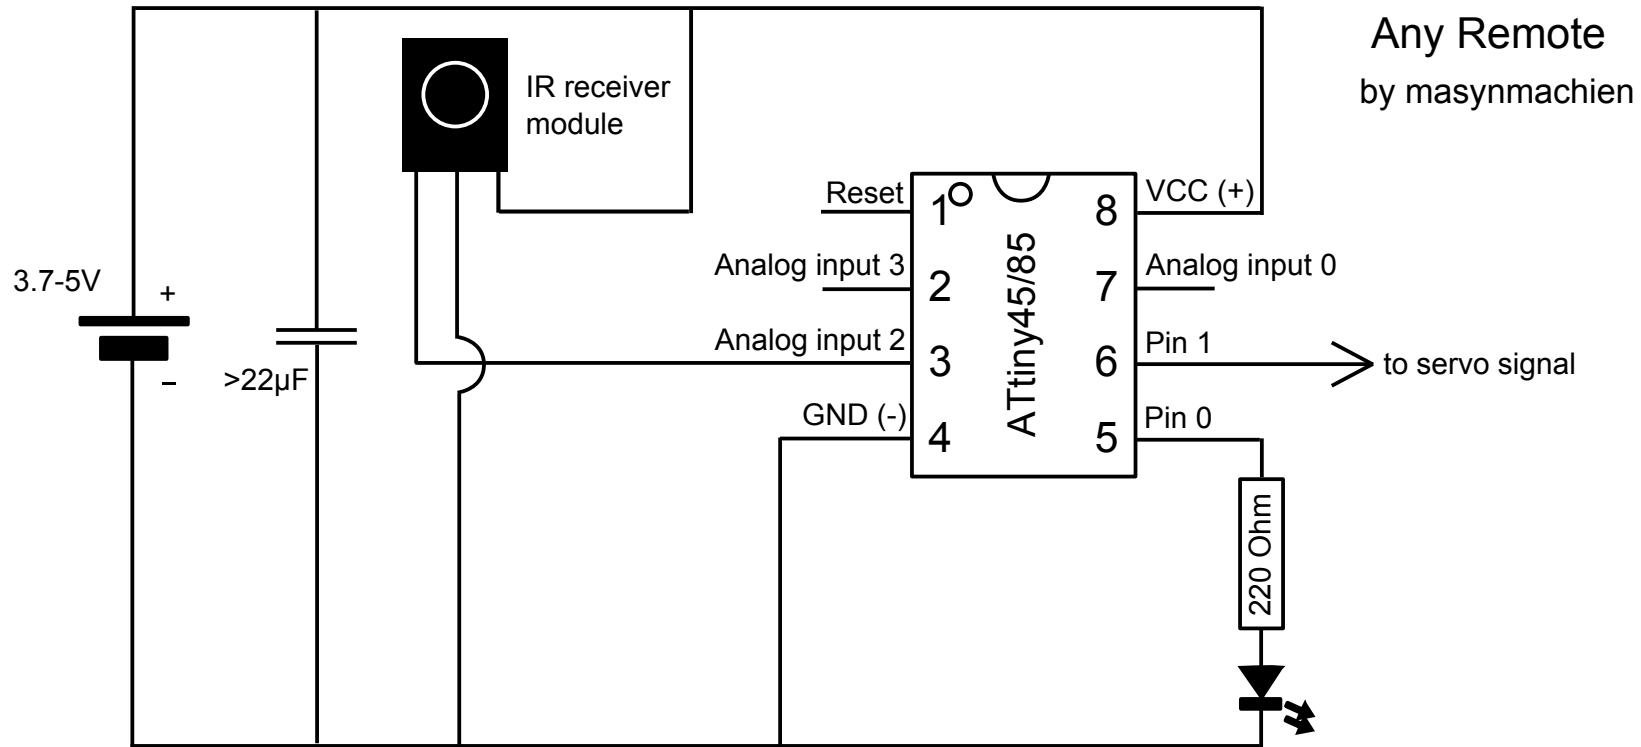 Any Remote
by masynmachien
IR receiver
module
3.7-5V
+
–
>22µF
Reset
Analog input 3
Analog input 2
GND (-)
1
2
3
4
ATtiny45/85
8
7
6
5
VCC (+)
Analog input 0
Pin 1
Pin 0
to servo signal
220 Ohm